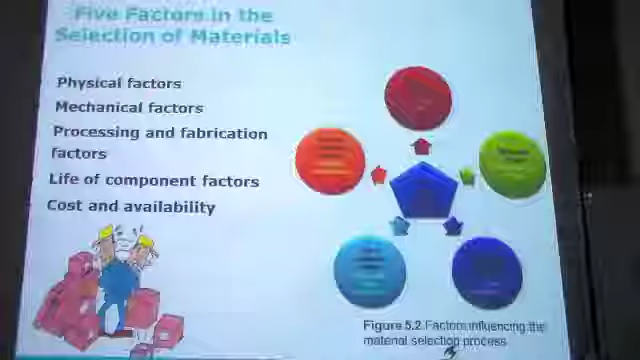 Five Factors in the
Selection of Materials
Physical factors
Mechanical factors
Processing and fabrication
factors
Life of component factors
Cost and availability
Figure 5.2 Factors influencing the
material selection process